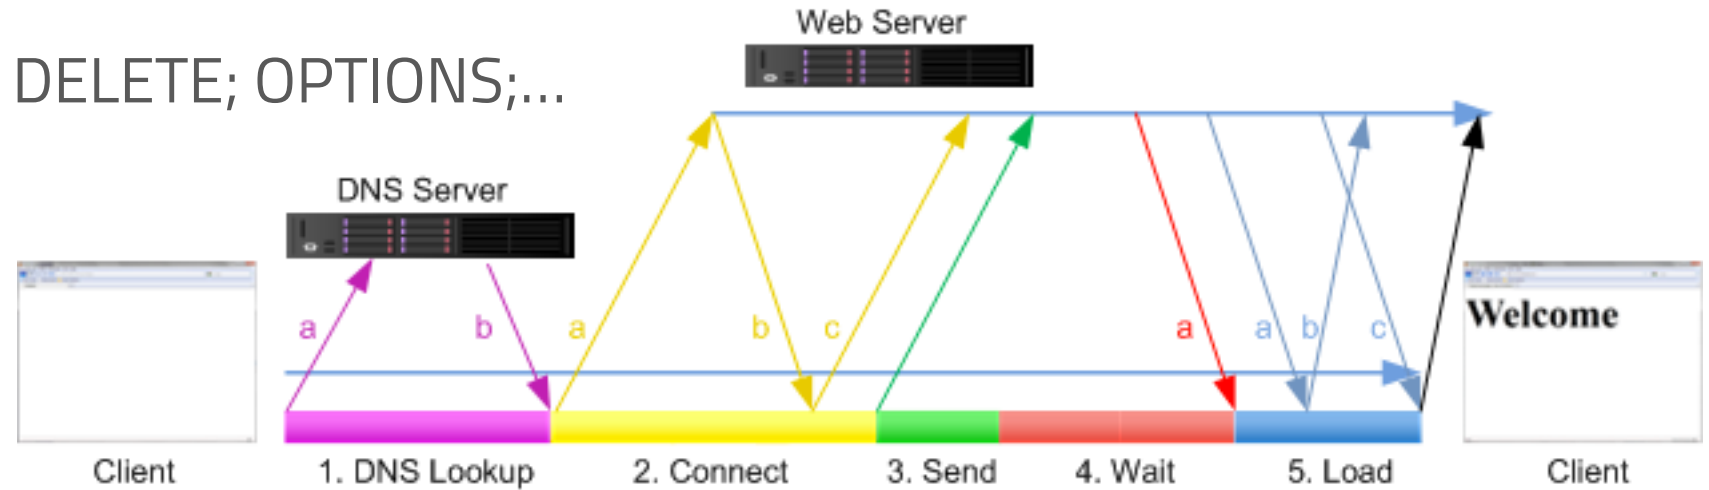 Web Server
DELETE; OPTIONS;...
DNS Server
a b a b c a a b c
Welcome
Client 1. DNS Lookup 2. Connect 3. Send 4. Wait 5. Load Client